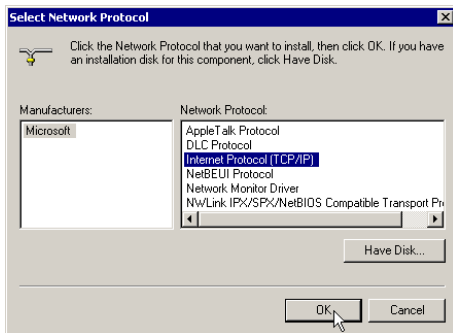 Select Network Protocol
Click the Network Protocol that you want to install, then click OK. If you have
an installation disk for this component, click Have Disk.
Manufacturers:
Microsoft
Network Protocol:
AppleTalk Protocol
DLC Protocol
Internet Protocol (TCP/IP)
NetBEUI Protocol
Network Monitor Driver
NWLink IPX/SPX/NetBIOS Compatible Transport Pr
Have Disk...
OK
Cancel